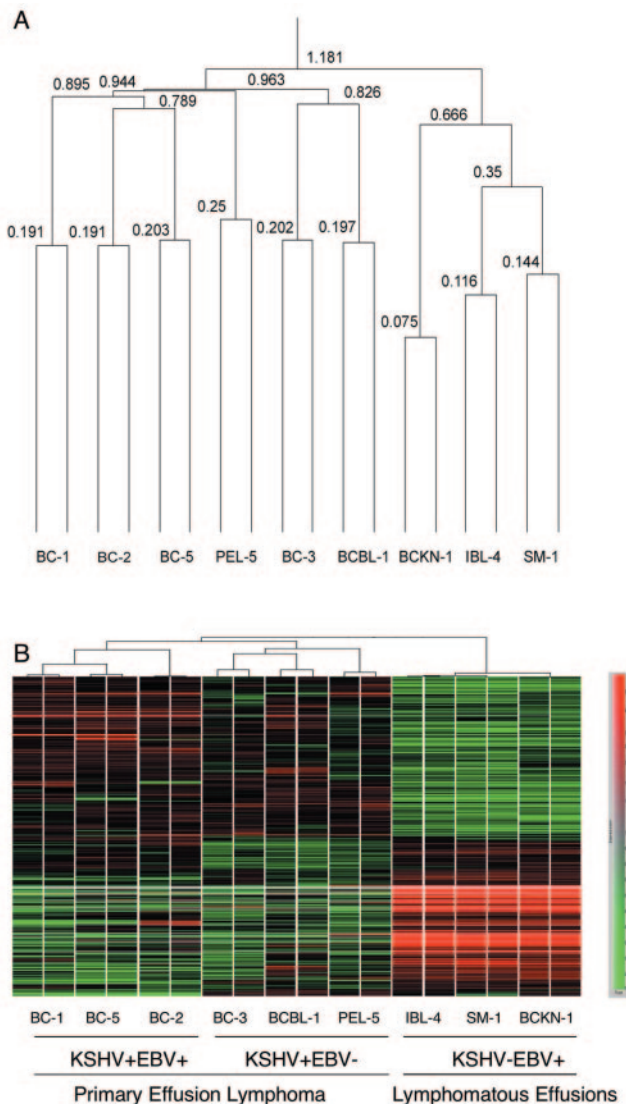 A
1.181
0.895 0.944 0.963
0.789 0.826
0.666
0.35
0.25
0.191 0.191 0.203 0.202 0.197
0.144
0.116
0.075
BC-1 BC-2 BC-5 PEL-5 BC-3 BCBL-1 BCKN-1 IBL-4 SM-1
B
BC-1 BC-5 BC-2 BC-3 BCBL-1 PEL-5 IBL-4 SM-1 BCKN-1
KSHV+EBV+ KSHV+EBV- KSHV-EBV+
Primary Effusion Lymphoma Lymphomatous Effusions